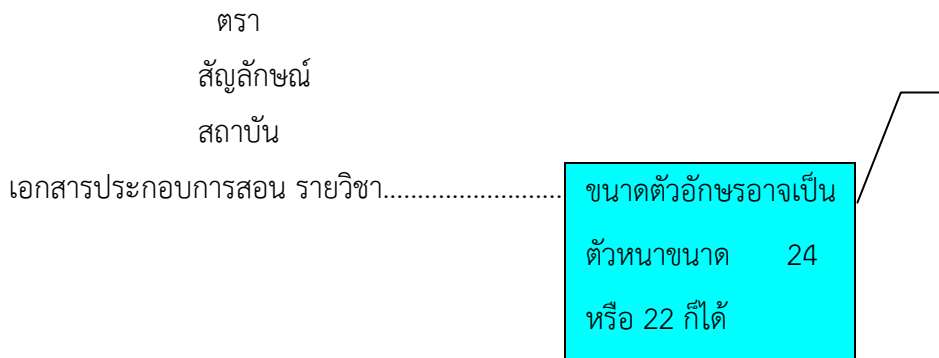 ตรา
สัญลักษณ์
สถาบัน
เอกสารประกอบการสอน รายวิชา.........................
ขนาดตัวอักษรอาจเป็น
ตัวหนาขนาด 24
หรือ 22 ก็ได้